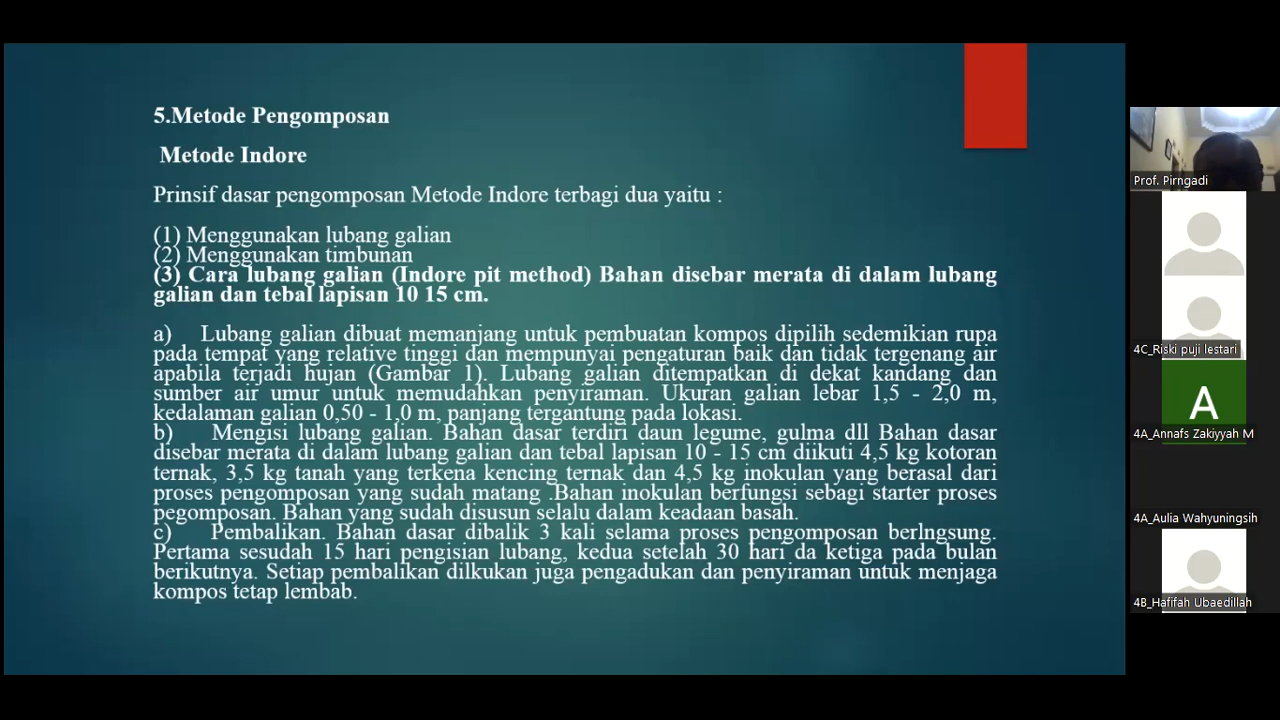 5.Metode Pengomposan
Metode Indore
Prinsif dasar pengomposan Metode Indore terbagi dua yaitu :
(1) Menggunakan lubang galian
(2) Menggunakan timbunan
(3) Cara lubang galian (Indore pit method) Bahan disebar merata di dalam lubang
galian dan tebal lapisan 10 15 cm.
a) Lubang galian dibuat memanjang untuk pembuatan kompos dipilih sedemikian rupa
pada tempat yang relative tinggi dan mempunyai pengaturan baik dan tidak tergenang air
apabila terjadi hujan (Gambar 1). Lubang galian ditempatkan di dekat kandang dan
sumber air umur untuk memudahkan penyiraman. Ukuran galian lebar 1,5 - 2,0 m,
kedalaman galian 0,50 - 1,0 m, panjang tergantung pada lokasi.
b) Mengisi lubang galian. Bahan dasar terdiri daun legume, gulma dll Bahan dasar
disebar merata di dalam lubang galian dan tebal lapisan 10 - 15 cm diikuti 4,5 kg kotoran
ternak, 3,5 kg tanah yang terkena kencing ternak dan 4,5 kg inokulan yang berasal dari
proses pengomposan yang sudah matang .Bahan inokulan berfungsi sebagi starter proses
pegomposan. Bahan yang sudah disusun selalu dalam keadaan basah.
c) Pembalikan. Bahan dasar dibalik 3 kali selama proses pengomposan berlngsung.
Pertama sesudah 15 hari pengisian lubang, kedua setelah 30 hari da ketiga pada bulan
berikutnya. Setiap pembalikan dilkukan juga pengadukan dan penyiraman untuk menjaga
kompos tetap lembab.
Prof. Pirngadi
4C_Riski puji lestari
A
4A_Annafs Zakiyyah M
4A_Aulia Wahyuningsih
4B_Hafifah Ubaedillah